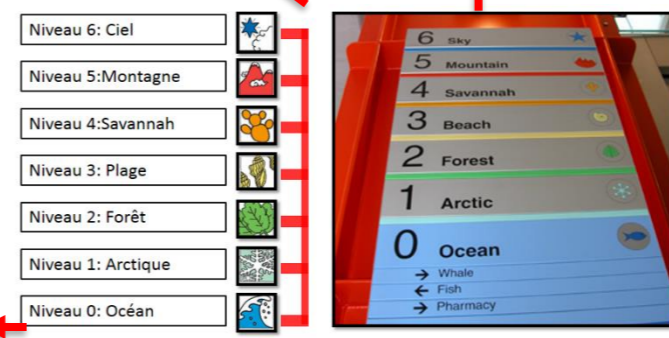 Niveau 6: Ciel
Niveau 5:Montagne
Niveau 4:Savannah
Niveau 3: Plage
Niveau 2: Forêt
Niveau 1: Arctique
Niveau 0: Océan
6 Sky
5 Mountain
4 Savannah
3 Beach
2 Forest
1 Arctic
0 Ocean
→ Whale
← Fish
→ Pharmacy